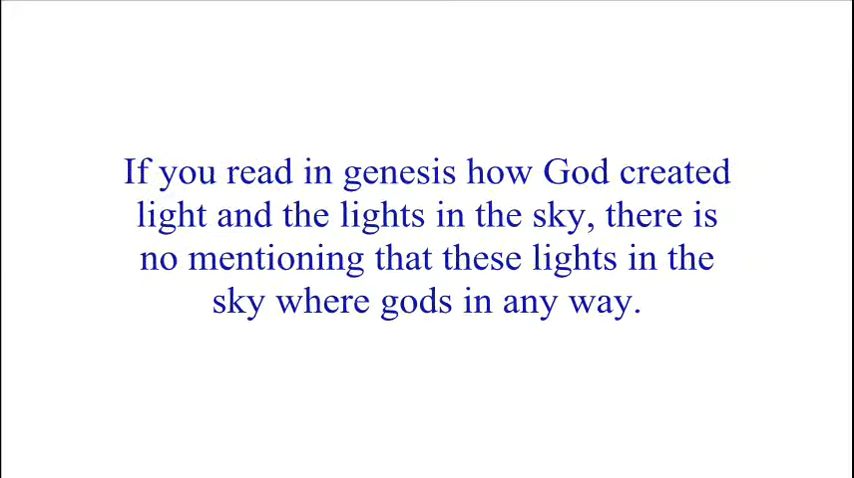 If you read in genesis how God created
light and the lights in the sky, there is
no mentioning that these lights in the
sky where gods in any way.